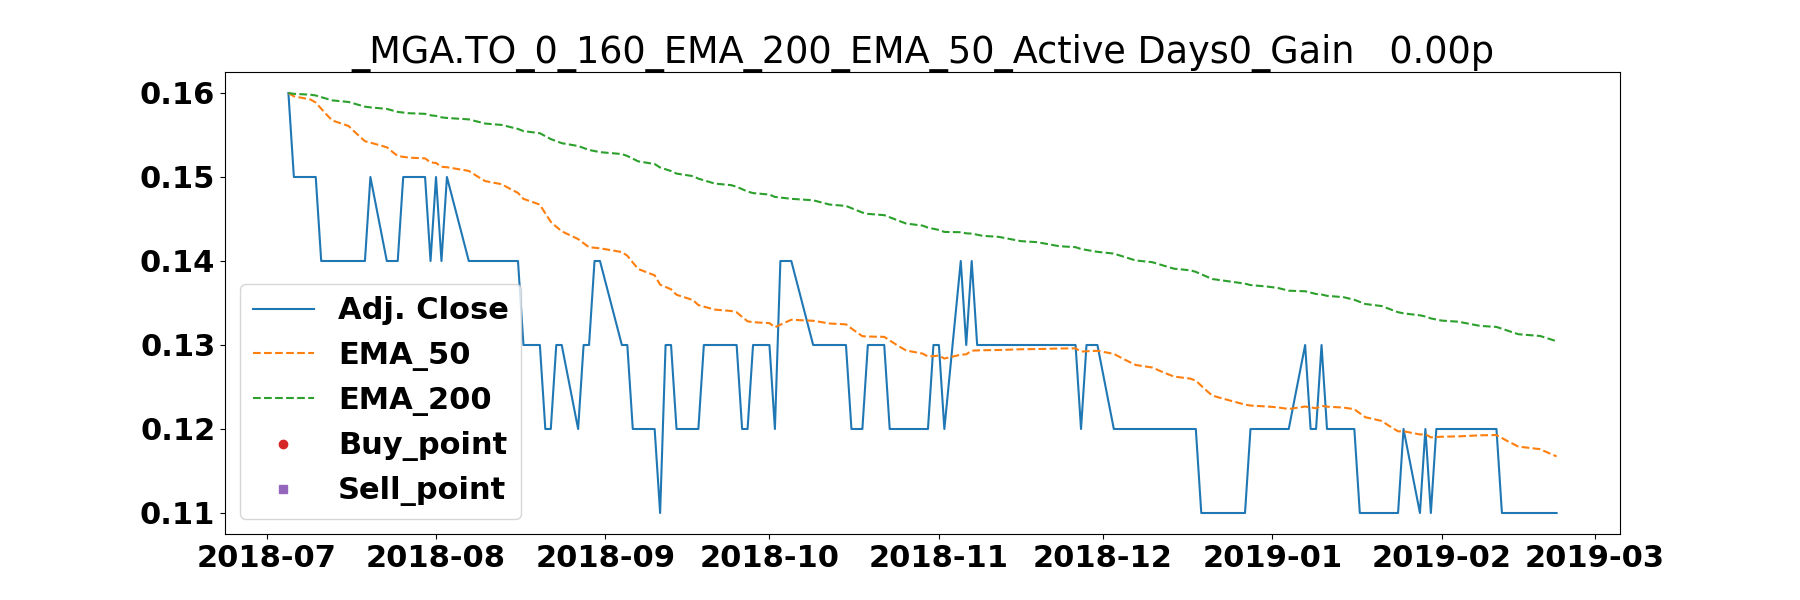 _MGA.TO_0_160_EMA_200_EMA_50_Active Days0_Gain   0.00p
0.16
0.15
0.14
0.13
0.12
0.11
Adj. Close
EMA_50
EMA_200
Buy_point
Sell_point
2018-07 2018-08 2018-09 2018-10 2018-11 2018-12 2019-01 2019-02 2019-03